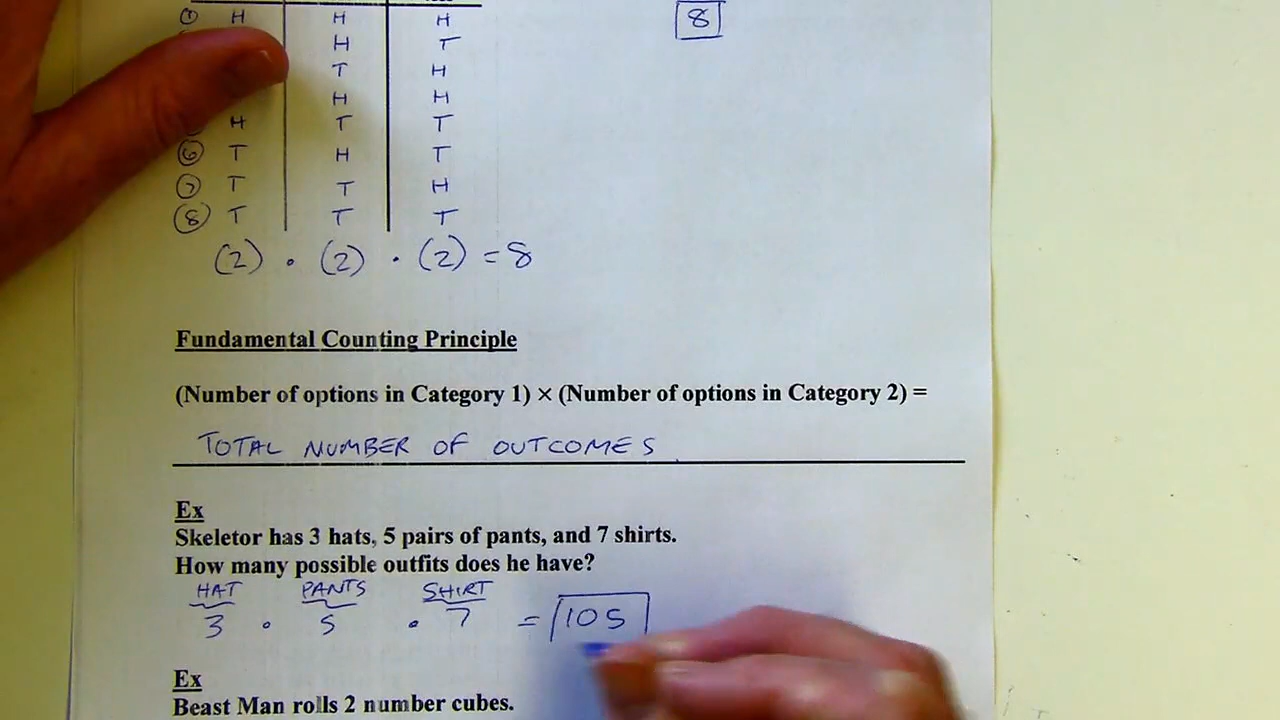 ① H H H
8
H T
T H
H H
H T T
⑥ T H T
⑦ T T H
⑧ T T T
(2) • (2) • (2) = 8
Fundamental Counting Principle
(Number of options in Category 1) × (Number of options in Category 2) =
TOTAL NUMBER OF OUTCOMES
Ex
Skeletor has 3 hats, 5 pairs of pants, and 7 shirts.
How many possible outfits does he have?
HAT PANTS SHIRT
3 • 5 • 7 = 105
Ex
Beast Man rolls 2 number cubes.